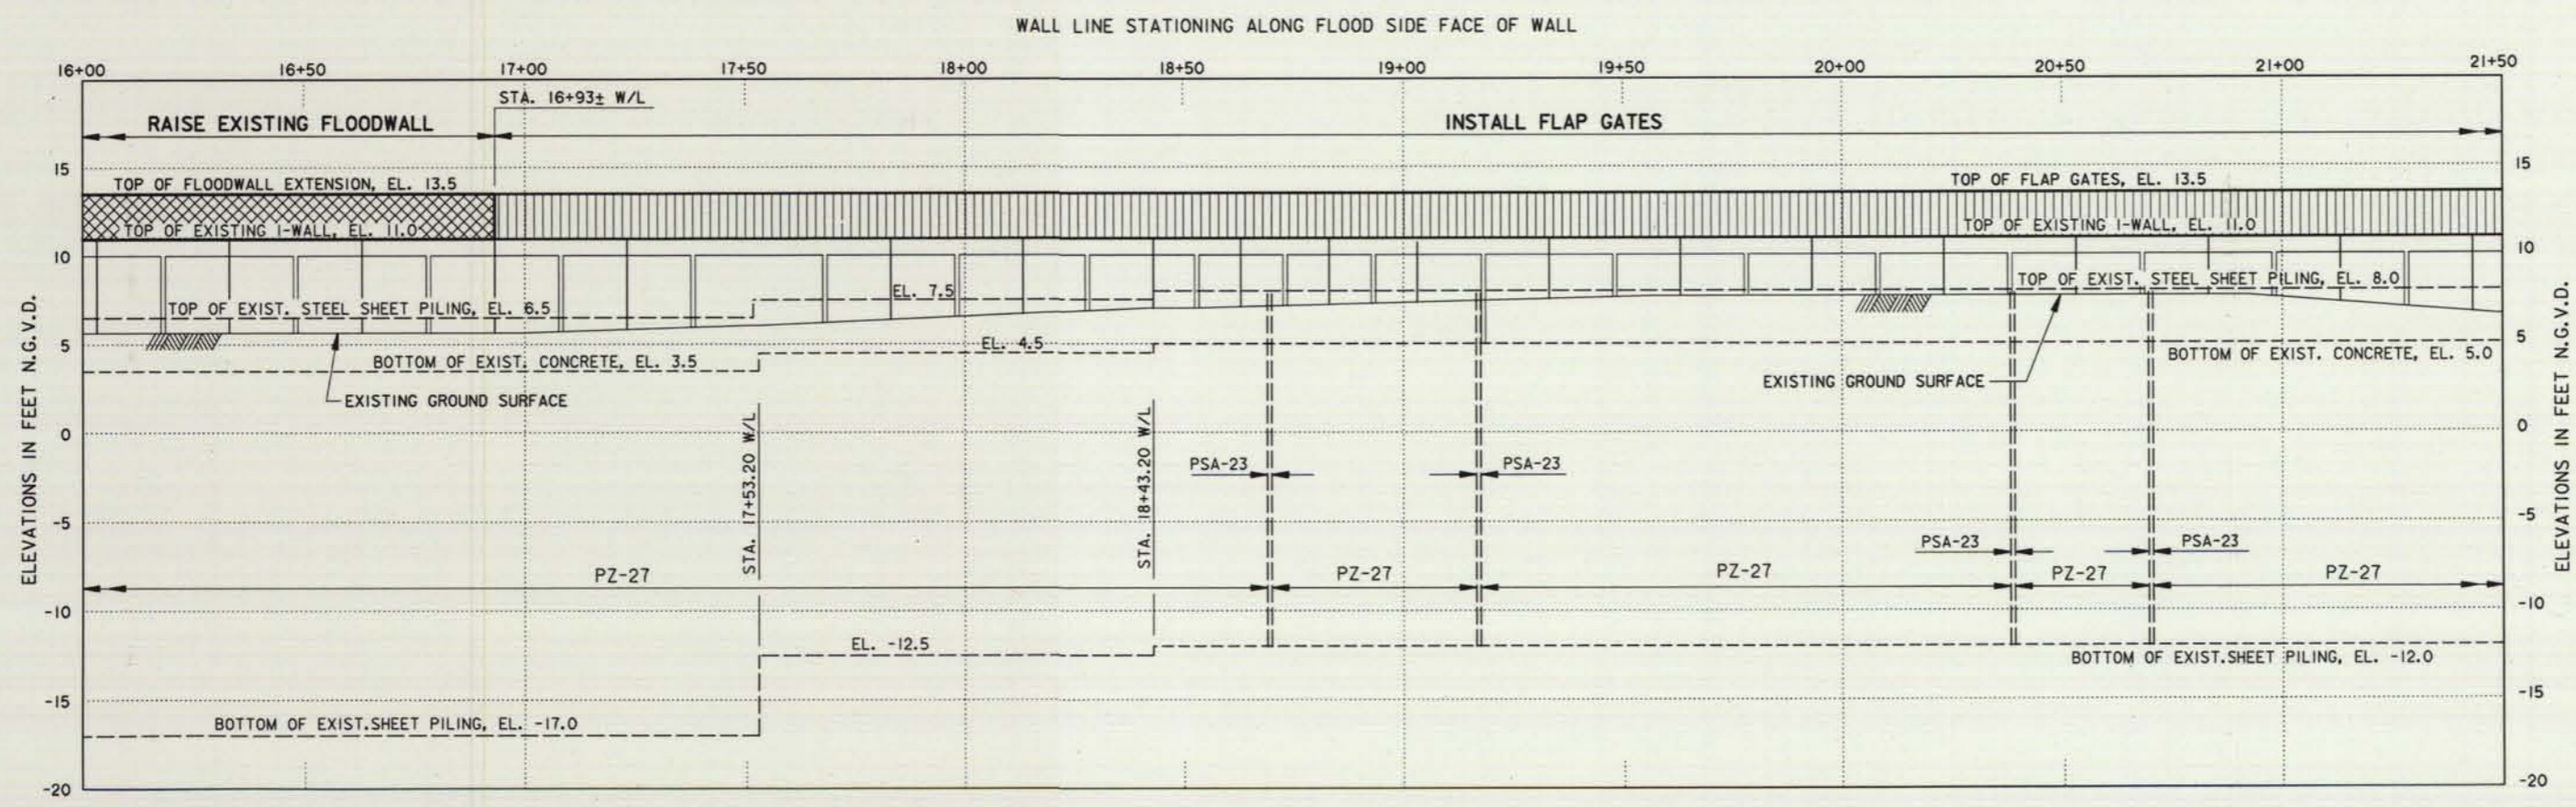 WALL LINE STATIONING ALONG FLOOD SIDE FACE OF WALL
16+00 16+50 17+00 17+50 18+00 18+50 19+00 19+50 20+00 20+50 21+00 21+50
STA. 16+93± W/L
RAISE EXISTING FLOODWALL
INSTALL FLAP GATES
15 15
TOP OF FLOODWALL EXTENSION, EL. 13.5
TOP OF FLAP GATES, EL. 13.5
TOP OF EXISTING I-WALL, EL. 11.0
TOP OF EXISTING I-WALL, EL. 11.0
10 10
TOP OF EXIST. STEEL SHEET PILING, EL. 6.5
EL. 7.5
TOP OF EXIST. STEEL SHEET PILING, EL. 8.0
5 5
BOTTOM OF EXIST. CONCRETE, EL. 3.5
EL. 4.5
BOTTOM OF EXIST. CONCRETE, EL. 5.0
EXISTING GROUND SURFACE
EXISTING GROUND SURFACE
ELEVATIONS IN FEET N.G.V.D.
ELEVATIONS IN FEET N.G.V.D.
0 0
STA. 17+53.20 W/L
STA. 18+43.20 W/L
PSA-23
PSA-23
-5 -5
PSA-23
PSA-23
PZ-27
PZ-27
PZ-27
PZ-27
PZ-27
-10 -10
EL. -12.5
BOTTOM OF EXIST.SHEET PILING, EL. -12.0
-15 -15
BOTTOM OF EXIST.SHEET PILING, EL. -17.0
-20 -20